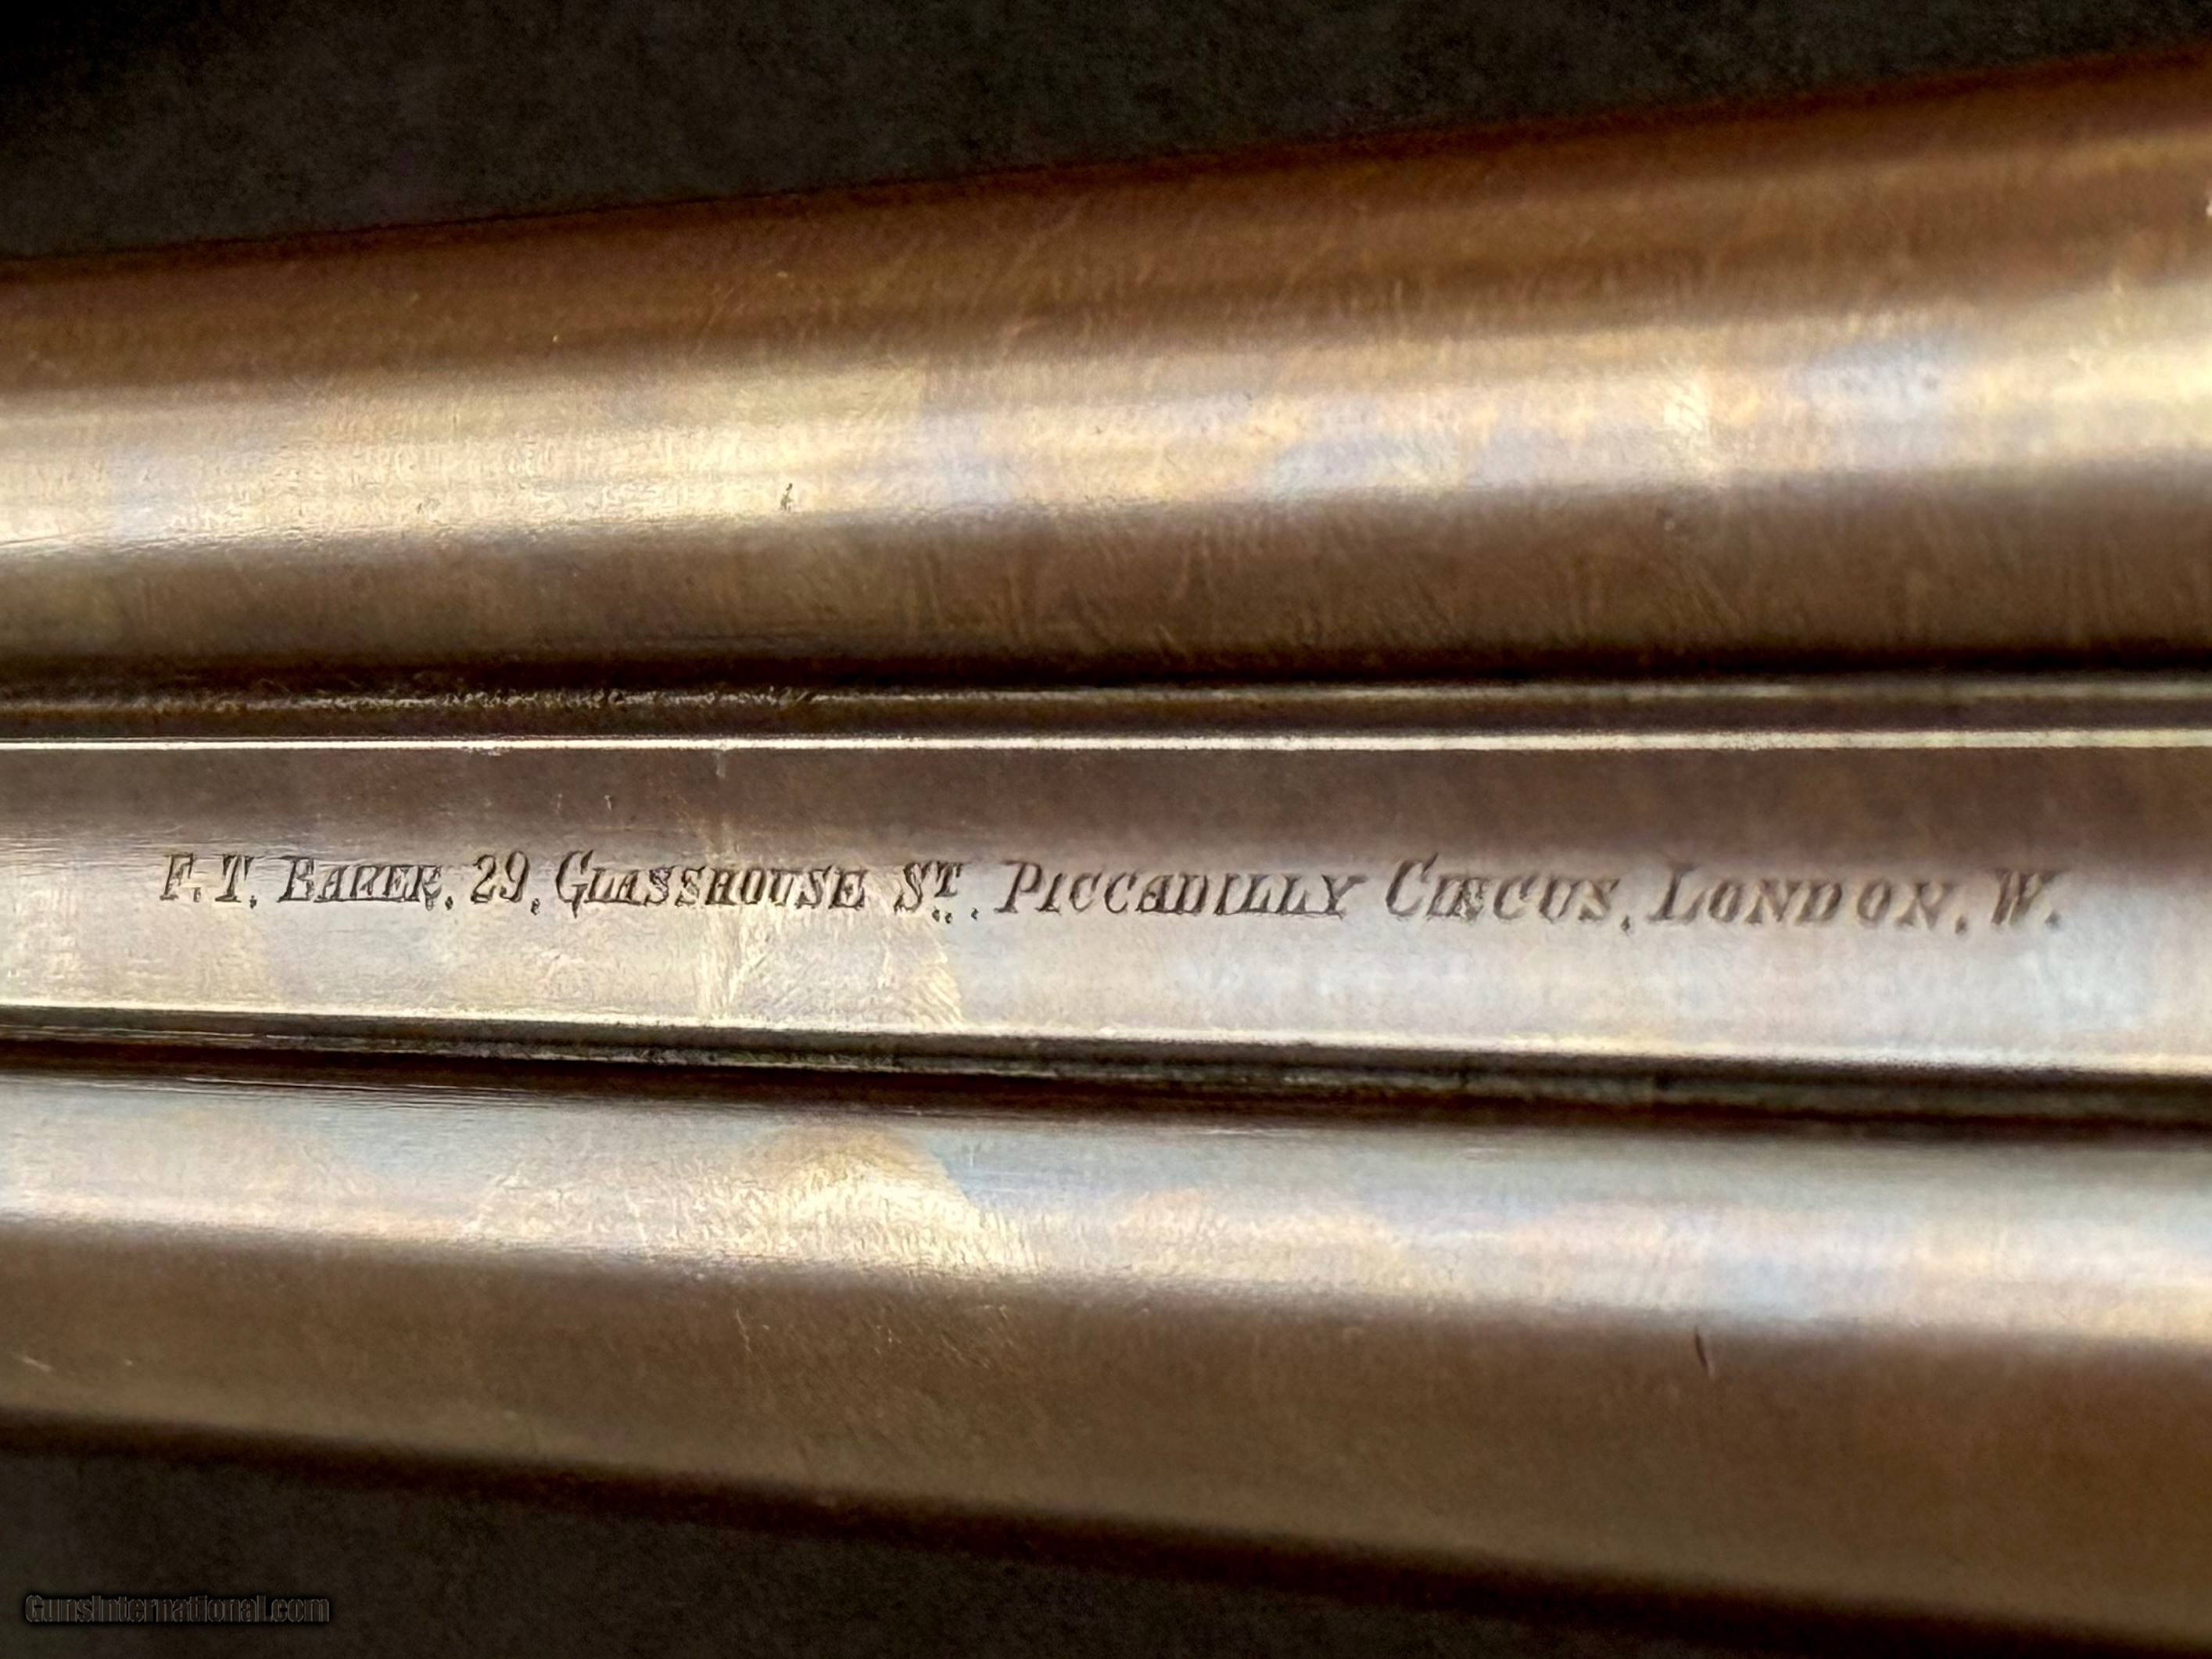 F. T. BAKER, 29, GLASSHOUSE ST., PICCADILLY CIRCUS, LONDON, W.
GunsInternational.com